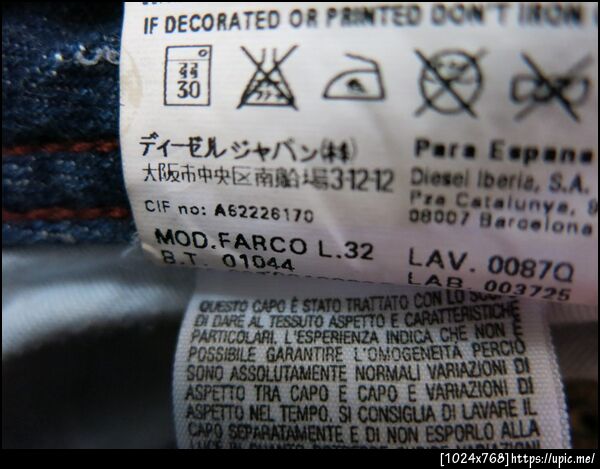 IF DECORATED OR PRINTED DON'T IRON
30
ディーゼル ジャパン㈱
大阪市中央区南船場3-12-12
CIF no: A62226170
MOD.FARCO L.32
B.T. 01044
Para Espana
Diesel Iberia, S.A.
Pza Catalunya, 9
08007 Barcelona
LAV. 0087Q
LAB. 003725
QUESTO CAPO È STATO TRATTATO CON LO
DI DARE AL TESSUTO ASPETTO E CARATTERISTICHE
PARTICOLARI. L'ESPERIENZA INDICA CHE NON È
POSSIBILE GARANTIRE L'OMOGENEITÀ PERCIÒ
SONO ASSOLUTAMENTE NORMALI VARIAZIONI DI
ASPETTO TRA CAPO E CAPO E VARIAZIONI DI
ASPETTO NEL TEMPO. SI CONSIGLIA DI LAVARE IL
CAPO SEPARATAMENTE E DI NON ESPORLO ALLA
[1024x768]https://upic.me/